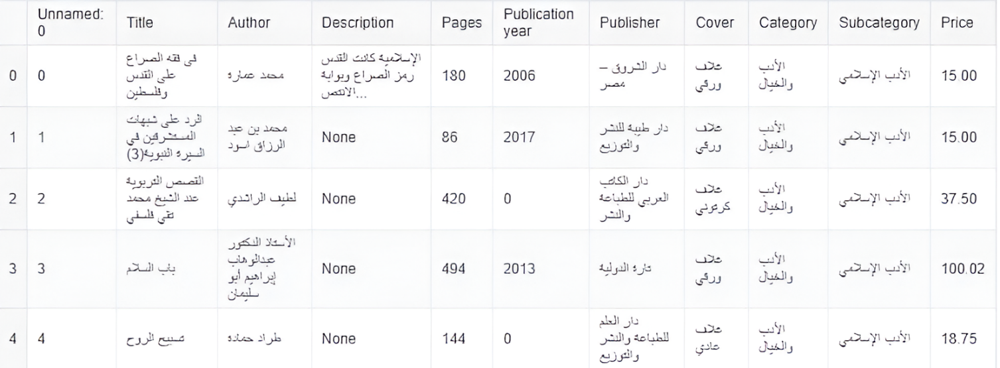 Unnamed: 0 Title Author Description Pages Publication year Publisher Cover Category Subcategory Price
0 0 في فقه الصراع على القدس وفلسطين محمد عمارة الإسلامية كانت القدس رمز الصراع وبوابة الانتص... 180 2006 دار الشروق – مصر غلاف ورقي الأدب والخيال الأدب الإسلامي 15.00
1 1 الرد على شبهات المستشرقين في السيرة النبوية(3) محمد بن عبد الرزاق اسود None 86 2017 دار طيبة للنشر والتوزيع غلاف ورقي الأدب والخيال الأدب الإسلامي 15.00
2 2 القصص التربوية عند الشيخ محمد تقي فلسفي لطيف الراشدي None 420 0 دار الكاتب العربي للطباعة والنشر غلاف كرتوني الأدب والخيال الأدب الإسلامي 37.50
3 3 باب السلام الأستاذ الدكتور عبدالوهاب إبراهيم أبو سليمان None 494 2013 كارة الدولية غلاف ورقي الأدب والخيال الأدب الإسلامي 100.02
4 4 تسبيح الروح طراد حمادة None 144 0 دار العلم للطباعة والنشر والتوزيع غلاف عادي الأدب والخيال الأدب الإسلامي 18.75